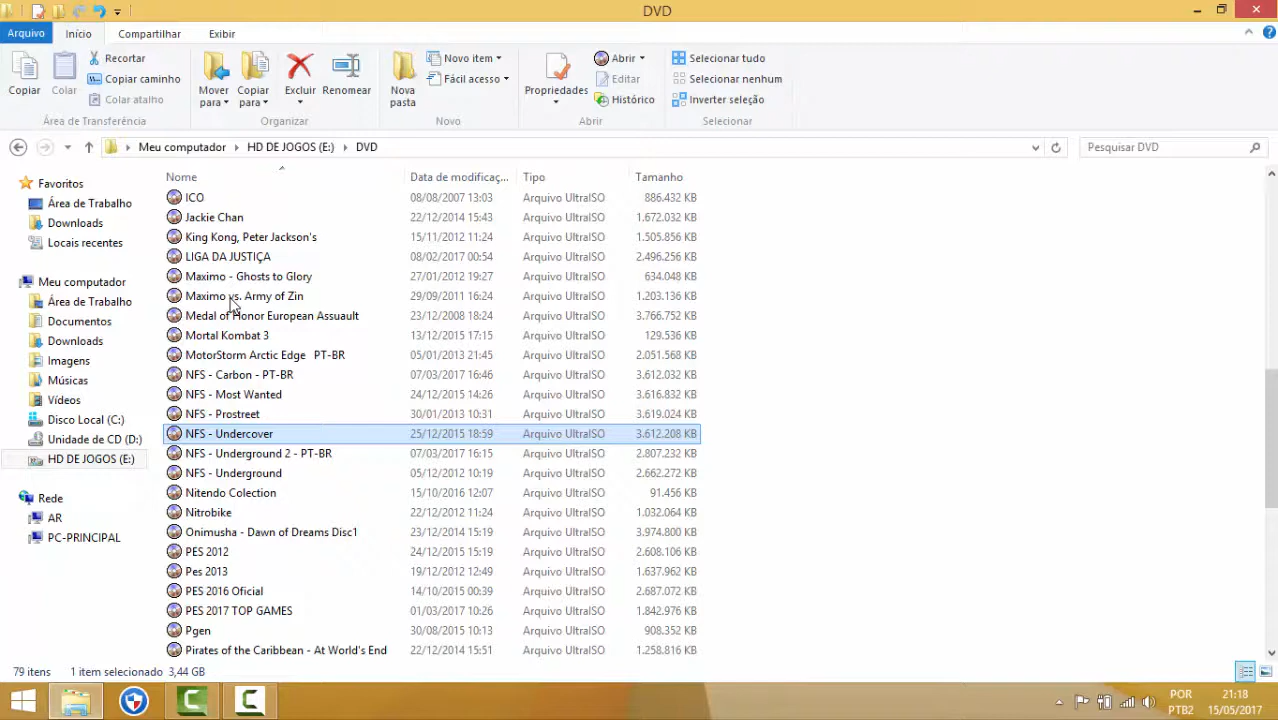 DVD
Arquivo Início Compartilhar Exibir
Copiar
Colar
Recortar
Copiar caminho
Colar atalho
Mover para
Copiar para
Excluir
Renomear
Nova pasta
Novo item
Fácil acesso
Propriedades
Abrir
Editar
Histórico
Selecionar tudo
Selecionar nenhum
Inverter seleção
Área de Transferência Organizar Novo Abrir Selecionar
Meu computador HD DE JOGOS (E:) DVD
Pesquisar DVD
Favoritos
Área de Trabalho
Downloads
Locais recentes
Meu computador
Área de Trabalho
Documentos
Downloads
Imagens
Músicas
Vídeos
Disco Local (C:)
Unidade de CD (D:)
HD DE JOGOS (E:)
Rede
AR
PC-PRINCIPAL
Nome Data de modificaç... Tipo Tamanho
ICO 08/08/2007 13:03 Arquivo UltraISO 886.432 KB
Jackie Chan 22/12/2014 15:43 Arquivo UltraISO 1.672.032 KB
King Kong, Peter Jackson's 15/11/2012 11:24 Arquivo UltraISO 1.505.856 KB
LIGA DA JUSTIÇA 08/02/2017 00:54 Arquivo UltraISO 2.496.256 KB
Maximo - Ghosts to Glory 27/01/2012 19:27 Arquivo UltraISO 634.048 KB
Maximo vs. Army of Zin 29/09/2011 16:24 Arquivo UltraISO 1.203.136 KB
Medal of Honor European Assuault 23/12/2008 18:24 Arquivo UltraISO 3.766.752 KB
Mortal Kombat 3 13/12/2015 17:15 Arquivo UltraISO 129.536 KB
MotorStorm Arctic Edge PT-BR 05/01/2013 21:45 Arquivo UltraISO 2.051.568 KB
NFS - Carbon - PT-BR 07/03/2017 16:46 Arquivo UltraISO 3.612.032 KB
NFS - Most Wanted 24/12/2015 14:26 Arquivo UltraISO 3.616.832 KB
NFS - Prostreet 30/01/2013 10:31 Arquivo UltraISO 3.619.024 KB
NFS - Undercover 25/12/2015 18:59 Arquivo UltraISO 3.612.208 KB
NFS - Underground 2 - PT-BR 07/03/2017 16:15 Arquivo UltraISO 2.807.232 KB
NFS - Underground 05/12/2012 10:19 Arquivo UltraISO 2.662.272 KB
Nitendo Colection 15/10/2016 12:07 Arquivo UltraISO 91.456 KB
Nitrobike 22/12/2012 11:24 Arquivo UltraISO 1.032.064 KB
Onimusha - Dawn of Dreams Disc1 23/12/2014 15:19 Arquivo UltraISO 3.974.800 KB
PES 2012 24/12/2015 15:19 Arquivo UltraISO 2.608.106 KB
Pes 2013 19/12/2012 12:49 Arquivo UltraISO 1.637.962 KB
PES 2016 Oficial 14/10/2015 00:39 Arquivo UltraISO 2.687.072 KB
PES 2017 TOP GAMES 01/03/2017 10:26 Arquivo UltraISO 1.842.976 KB
Pgen 30/08/2015 10:13 Arquivo UltraISO 908.352 KB
Pirates of the Caribbean - At World's End 22/12/2014 15:51 Arquivo UltraISO 1.258.816 KB
79 itens 1 item selecionado 3,44 GB
POR 21:18
PTB2 15/05/2017